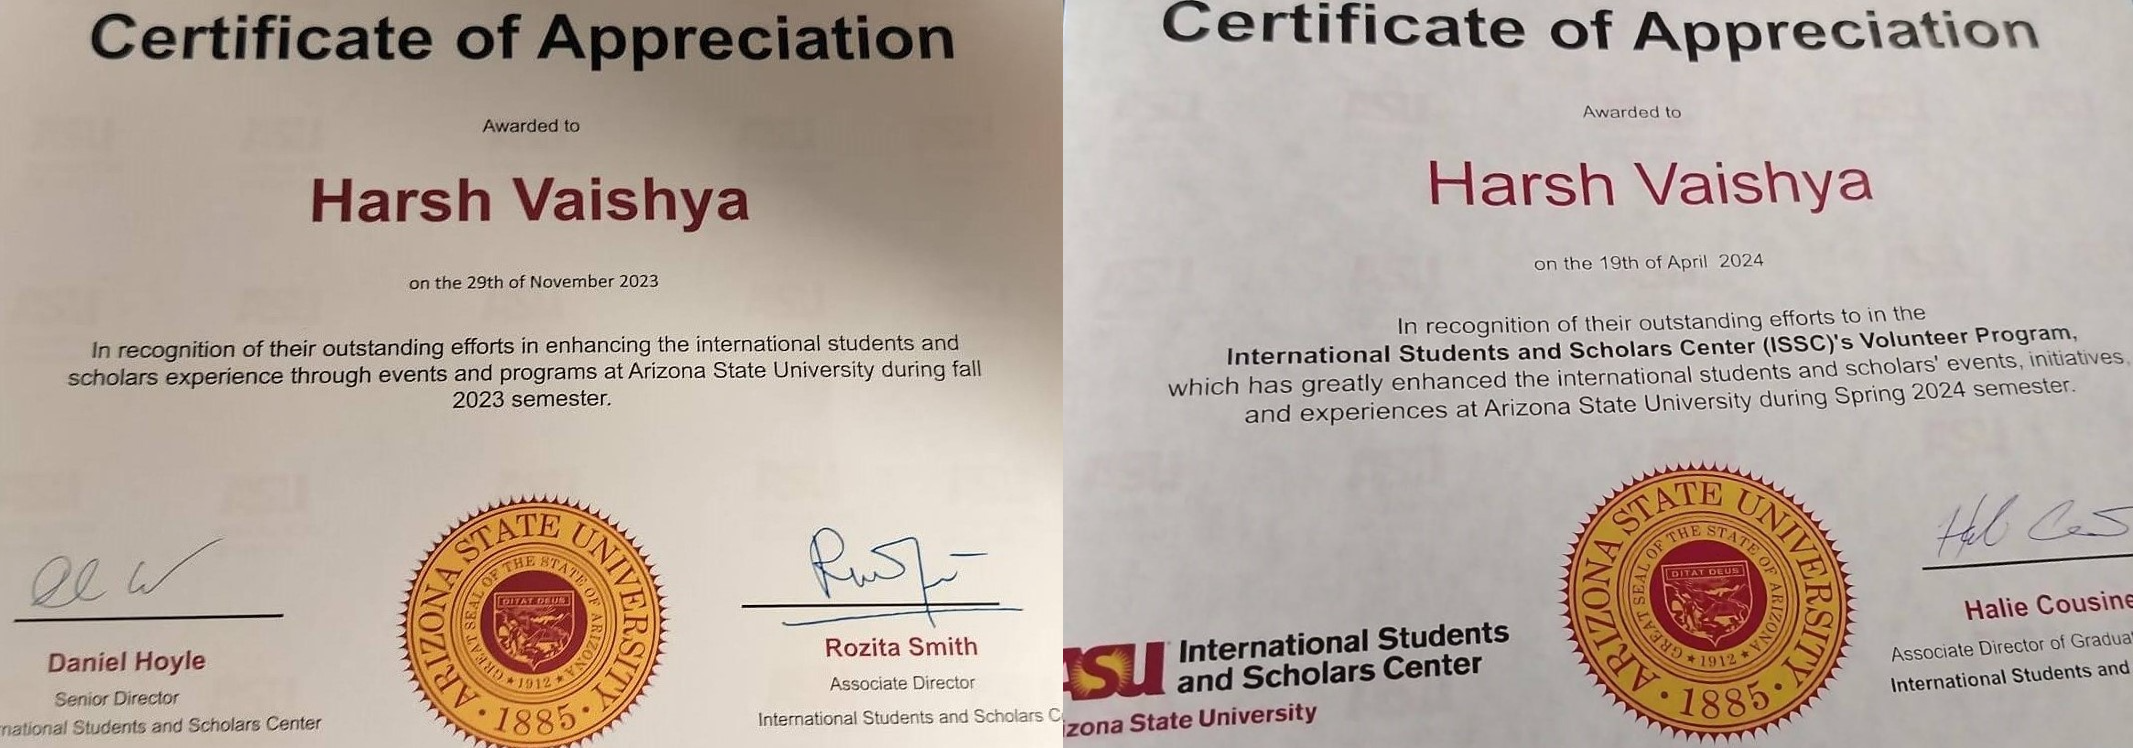 Certificate of Appreciation
Awarded to
Harsh Vaishya
on the 29th of November 2023
In recognition of their outstanding efforts in enhancing the international students and
scholars experience through events and programs at Arizona State University during fall
2023 semester.
Daniel Hoyle
Senior Director
rnational Students and Scholars Center
ARIZONA STATE UNIVERSITY
GREAT SEAL OF THE STATE OF ARIZONA
DITAT DEUS
1912
1885
Rozita Smith
Associate Director
International Students and Scholars C
Certificate of Appreciation
Awarded to
Harsh Vaishya
on the 19th of April 2024
In recognition of their outstanding efforts to in the
International Students and Scholars Center (ISSC)'s Volunteer Program,
which has greatly enhanced the international students and scholars' events, initiatives,
and experiences at Arizona State University during Spring 2024 semester.
ASU International Students
and Scholars Center
izona State University
ARIZONA STATE UNIVERSITY
GREAT SEAL OF THE STATE OF ARIZONA
DITAT DEUS
1912
1885
Halie Cousine
Associate Director of Gradua
International Students and